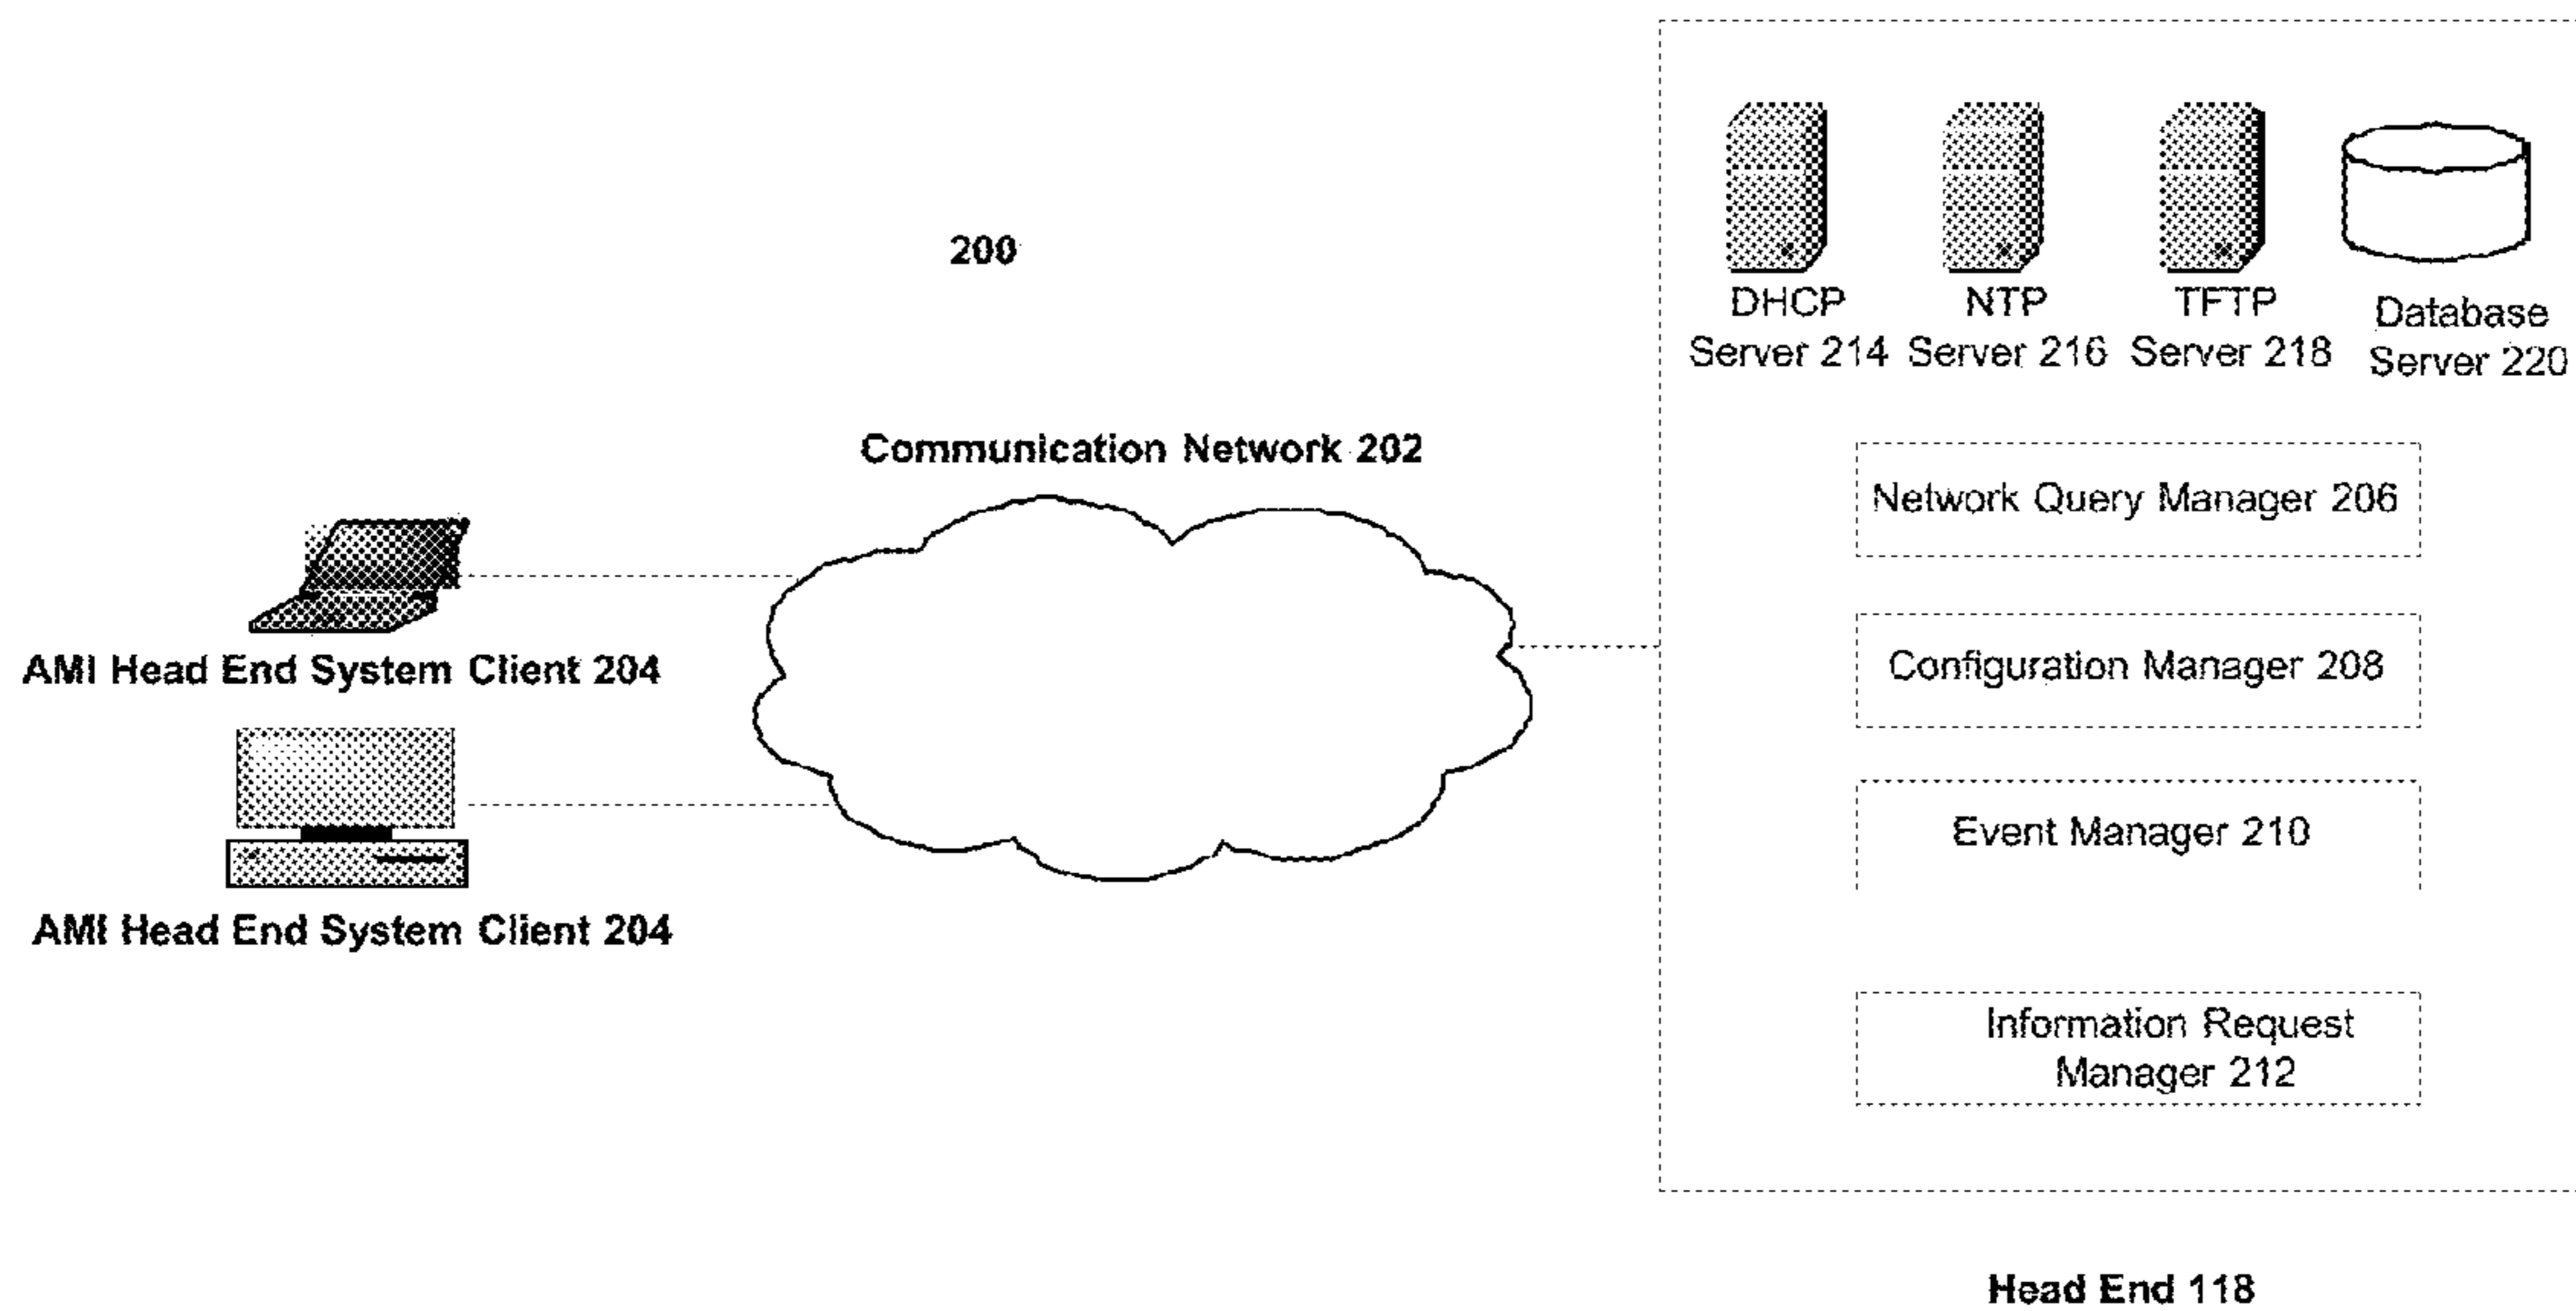 200
DHCP
Server 214
NTP
Server 216
TFTP
Server 218
Database
Server 220
Communication Network 202
Network Query Manager 206
AMI Head End System Client 204
Configuration Manager 208
Event Manager 210
AMI Head End System Client 204
Information Request
Manager 212
Head End 118